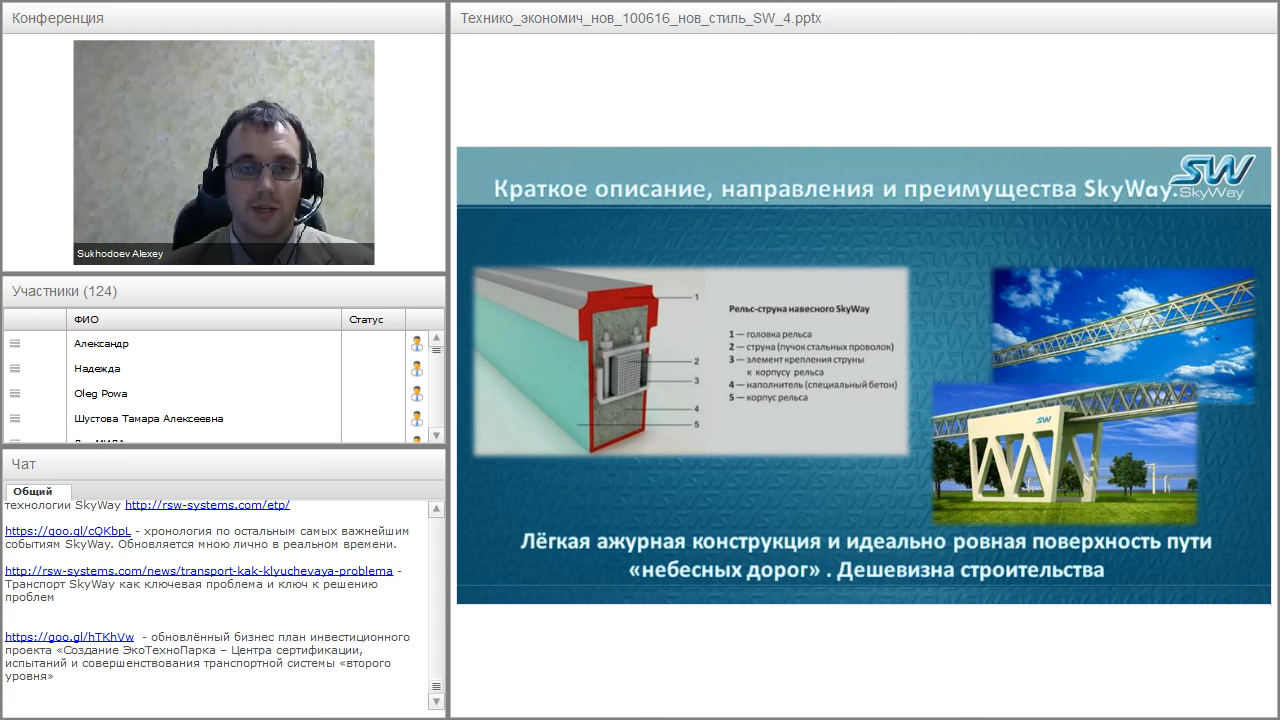 Конференция
Sukhodoev Alexey
Участники (124)
ФИО
Статус
Александр
Надежда
Oleg Powa
Шустова Тамара Алексеевна
Чат
Общий
технологии SkyWay http://rsw-systems.com/etp/
https://goo.gl/cQKbpL - хронология по остальным самых важнейшим
событиям SkyWay. Обновляется мною лично в реальном времени.
http://rsw-systems.com/news/transport-kak-klyuchevaya-problema -
Транспорт SkyWay как ключевая проблема и ключ к решению
проблем
https://goo.gl/hTKhVw - обновлённый бизнес план инвестиционного
проекта «Создание ЭкоТехноПарка – Центра сертификации,
испытаний и совершенствования транспортной системы «второго
уровня»
Технико_экономич_нов_100616_нов_стиль_SW_4.pptx
SW
SkyWay
Краткое описание, направления и преимущества SkyWay.
1
2
3
4
5
Рельс-струна навесного SkyWay
1 — головка рельса
2 — струна (пучок стальных проволок)
3 — элемент крепления струны
к корпусу рельса
4 — наполнитель (специальный бетон)
5 — корпус рельса
SW
Лёгкая ажурная конструкция и идеально ровная поверхность пути
«небесных дорог» . Дешевизна строительства